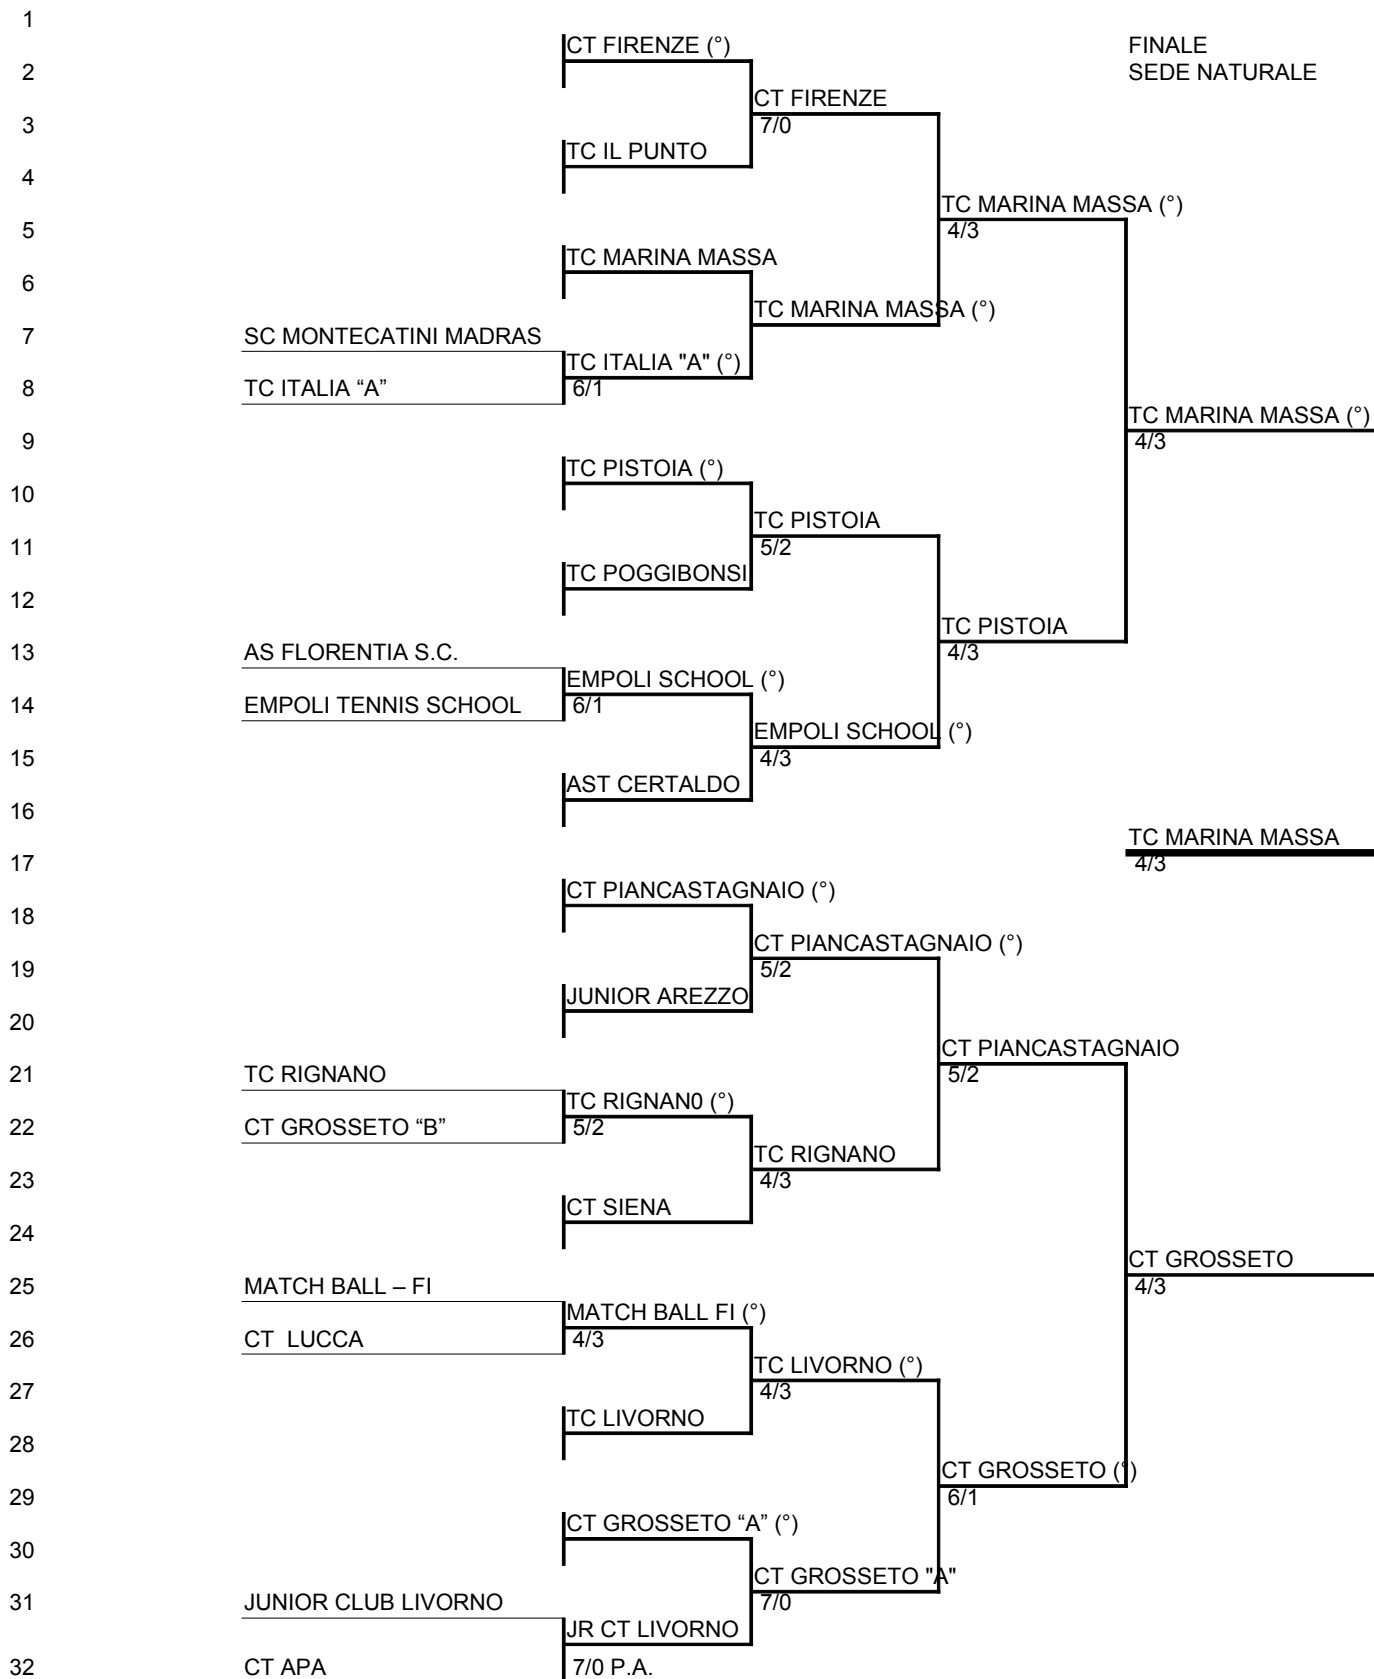 1
CT FIRENZE (°)
FINALE
2
SEDE NATURALE
CT FIRENZE
3
7/0
TC IL PUNTO
4
TC MARINA MASSA (°)
5
4/3
TC MARINA MASSA
6
TC MARINA MASSA (°)
7
SC MONTECATINI MADRAS
TC ITALIA "A" (°)
8
TC ITALIA “A”
6/1
TC MARINA MASSA (°)
9
4/3
TC PISTOIA (°)
10
TC PISTOIA
11
5/2
TC POGGIBONSI
12
TC PISTOIA
13
AS FLORENTIA S.C.
4/3
EMPOLI SCHOOL (°)
14
EMPOLI TENNIS SCHOOL
6/1
EMPOLI SCHOOL (°)
15
4/3
AST CERTALDO
16
TC MARINA MASSA
17
4/3
CT PIANCASTAGNAIO (°)
18
CT PIANCASTAGNAIO (°)
19
5/2
JUNIOR AREZZO
20
CT PIANCASTAGNAIO
21
TC RIGNANO
5/2
TC RIGNAN0 (°)
22
CT GROSSETO “B”
5/2
TC RIGNANO
23
4/3
CT SIENA
24
CT GROSSETO
25
MATCH BALL – FI
4/3
MATCH BALL FI (°)
26
CT  LUCCA
4/3
TC LIVORNO (°)
27
4/3
TC LIVORNO
28
CT GROSSETO (°)
29
6/1
CT GROSSETO “A” (°)
30
CT GROSSETO "A"
31
JUNIOR CLUB LIVORNO
7/0
JR CT LIVORNO
32
CT APA
7/0 P.A.